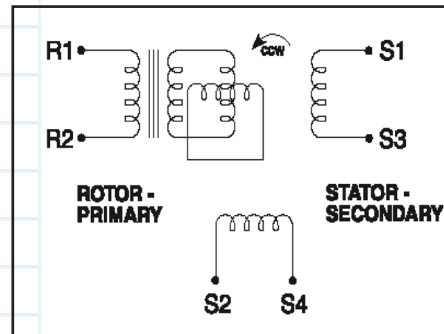 R1 CCW S1
R2 S3
ROTOR - STATOR -
PRIMARY SECONDARY
S2 S4